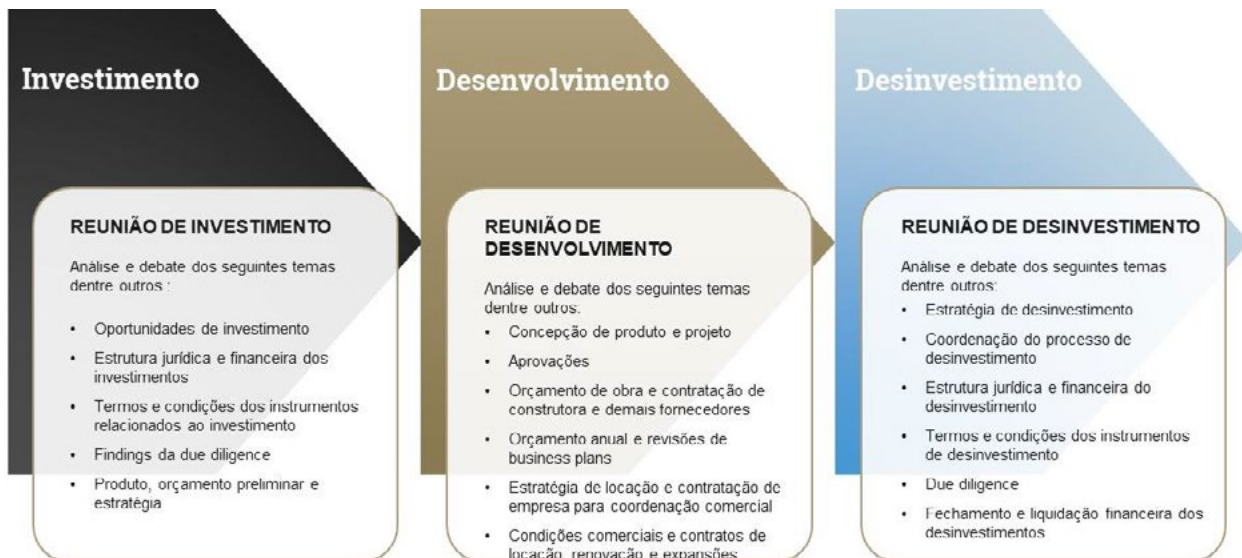 Investimento
REUNIÃO DE INVESTIMENTO
Análise e debate dos seguintes temas
dentre outros :
• Oportunidades de investimento
• Estrutura jurídica e financeira dos
investimentos
• Termos e condições dos instrumentos
relacionados ao investimento
• Findings da due diligence
• Produto, orçamento preliminar e
estratégia
Desenvolvimento
REUNIÃO DE
DESENVOLVIMENTO
Análise e debate dos seguintes temas
dentre outros:
• Concepção de produto e projeto
• Aprovações
• Orçamento de obra e contratação de
construtora e demais fornecedores
• Orçamento anual e revisões de
business plans
• Estratégia de locação e contratação de
empresa para coordenação comercial
• Condições comerciais e contratos de
locação, renovação e expansões
Desinvestimento
REUNIÃO DE DESINVESTIMENTO
Análise e debate dos seguintes temas
dentre outros:
• Estratégia de desinvestimento
• Coordenação do processo de
desinvestimento
• Estrutura jurídica e financeira do
desinvestimento
• Termos e condições dos instrumentos
de desinvestimento
• Due diligence
• Fechamento e liquidação financeira dos
desinvestimentos